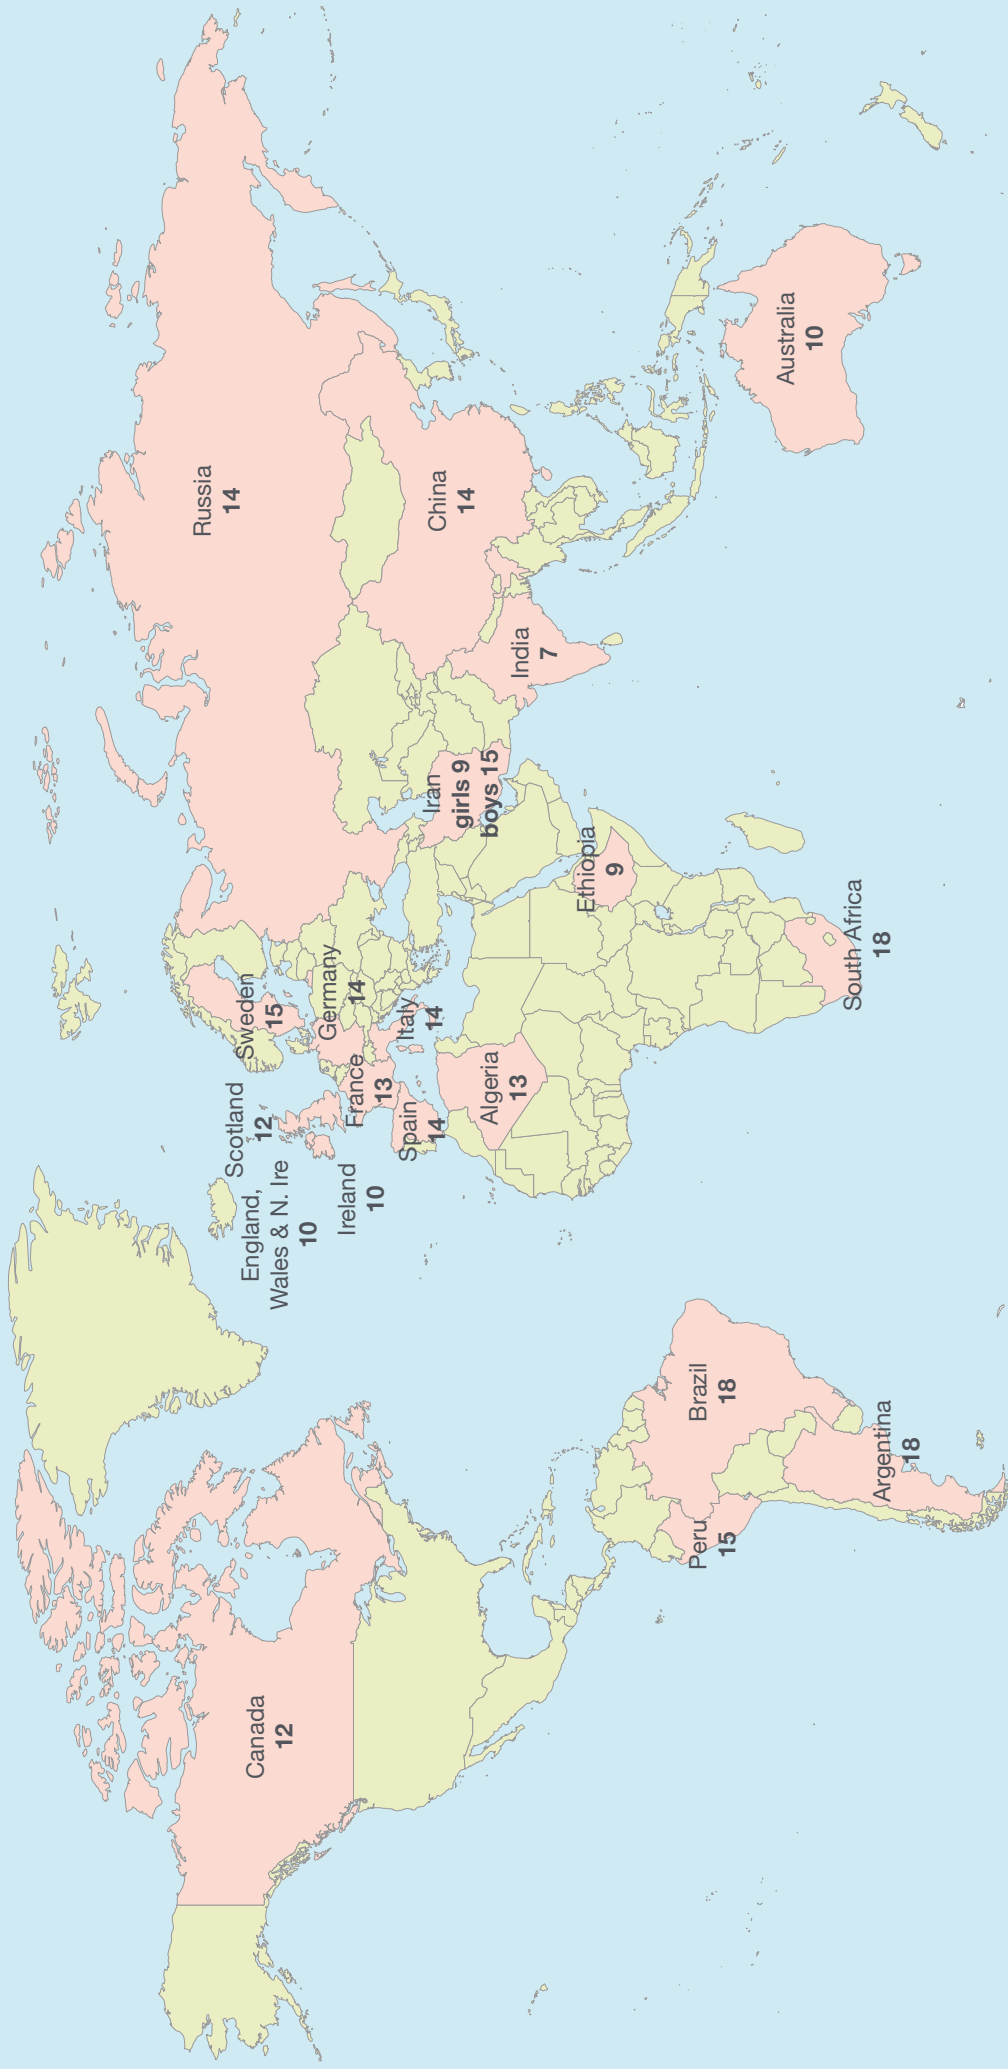 Canada
12
Peru
15
Brazil
18
Argentina
18
Scotland
12
England,
Wales & N. Ire
10
Ireland
10
Sweden
15
Germany
14
France
13
Italy
14
Spain
14
Algeria
13
Ethiopia
9
South Africa
18
Iran
girls 9
boys 15
Russia
14
China
14
India
7
Australia
10